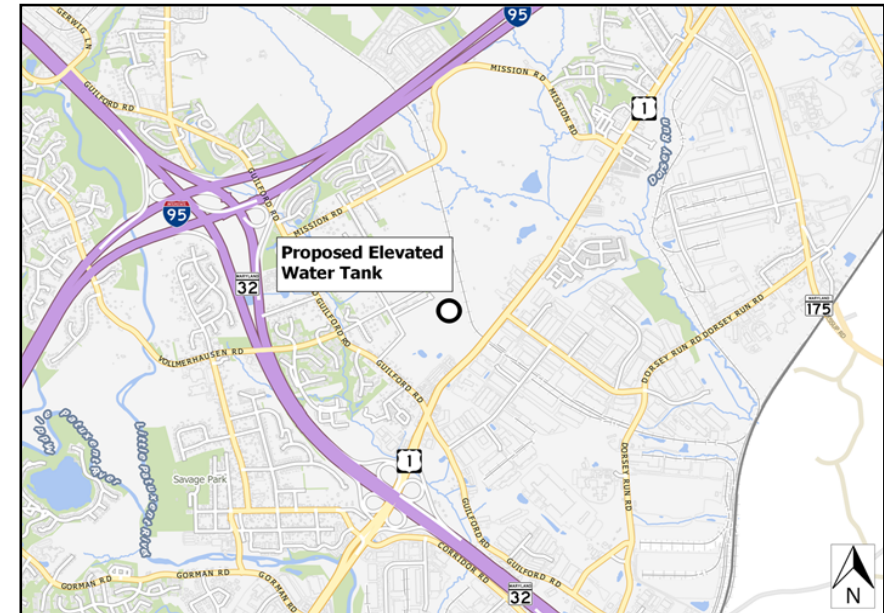 95
GERWIG LN
GUILFORD RD
MISSION RD
MISSION RD
1
Dorsey Run
GUILFORD RD
95
MISSION RD
Proposed Elevated
Water Tank
MARYLAND
32
MARYLAND
175
DORSEY RUN RD
DORSEY RUN RD
GUILFORD RD
VOLLMERHAUSEN RD
GUILFORD RD
Little Patuxent River
1
Savage Park
DORSEY RUN RD
GUILFORD RD
GUILFORD RD
CORRIDOR RD
GORMAN RD
GORMAN RD
GORMAN
32
N